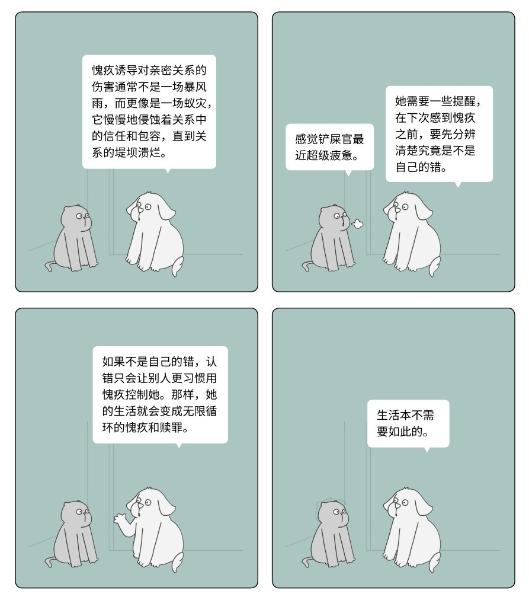 愧疚诱导对亲密关系的
伤害通常不是一场暴风
雨，而更像是一场蚁灾，
它慢慢地侵蚀着关系中
的信任和包容，直到关
系的堤坝溃烂。
感觉铲屎官最
近超级疲惫。
她需要一些提醒，
在下次感到愧疚
之前，要先分辨
清楚究竟是不是
自己的错。
如果不是自己的错，认
错只会让别人更习惯用
愧疚控制她。那样，她
的生活就会变成无限循
环的愧疚和赎罪。
生活本不需
要如此的。